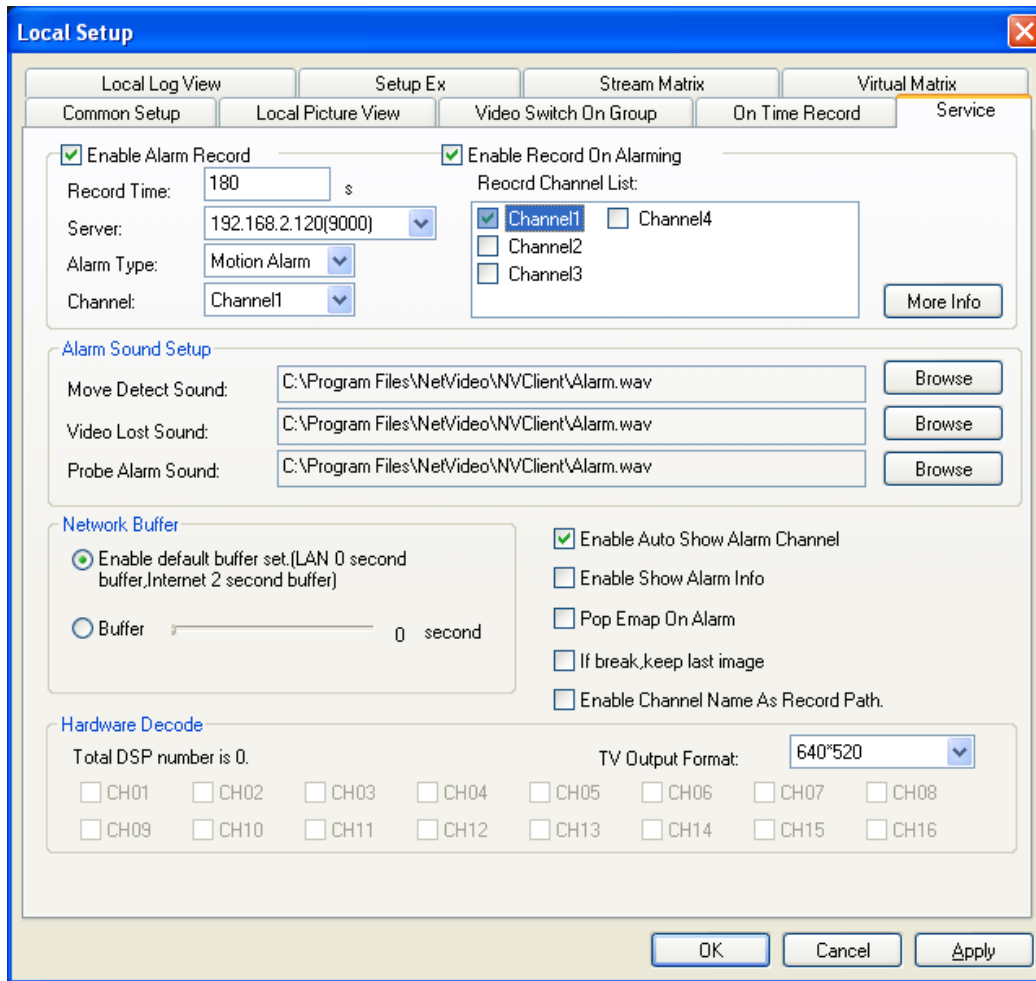 Local Setup
Local Log View Setup Ex Stream Matrix Virtual Matrix
Common Setup Local Picture View Video Switch On Group On Time Record Service
Enable Alarm Record Enable Record On Alarming
Record Time: 180 s Reocrd Channel List:
Server: 192.168.2.120(9000) Channel1 Channel4
Channel2
Alarm Type: Motion Alarm Channel3
Channel: Channel1 More Info
Alarm Sound Setup
Move Detect Sound: C:\Program Files\NetVideo\NVClient\Alarm.wav Browse
Video Lost Sound: C:\Program Files\NetVideo\NVClient\Alarm.wav Browse
Probe Alarm Sound: C:\Program Files\NetVideo\NVClient\Alarm.wav Browse
Network Buffer
Enable default buffer set.(LAN 0 second
buffer,Internet 2 second buffer)
Buffer 0 second
Enable Auto Show Alarm Channel
Enable Show Alarm Info
Pop Emap On Alarm
If break,keep last image
Enable Channel Name As Record Path.
Hardware Decode
Total DSP number is 0. TV Output Format: 640*520
CH01 CH02 CH03 CH04 CH05 CH06 CH07 CH08
CH09 CH10 CH11 CH12 CH13 CH14 CH15 CH16
OK Cancel Apply